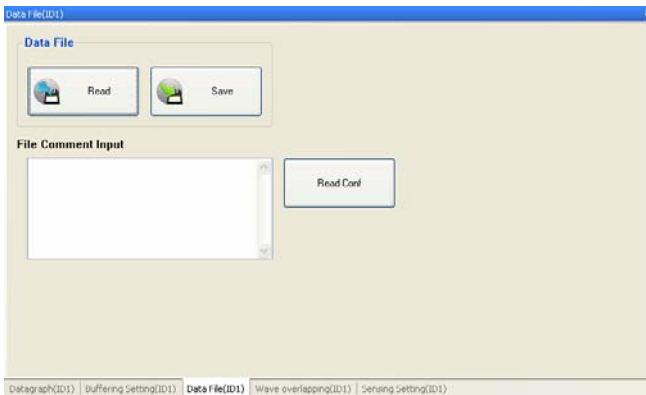 Data File(ID1)
Data File
Read
Save
File Comment Input
Read Conf
Datagraph(ID1)
Buffering Setting(ID1)
Data File(ID1)
Wave overlapping(ID1)
Sensing Setting(ID1)